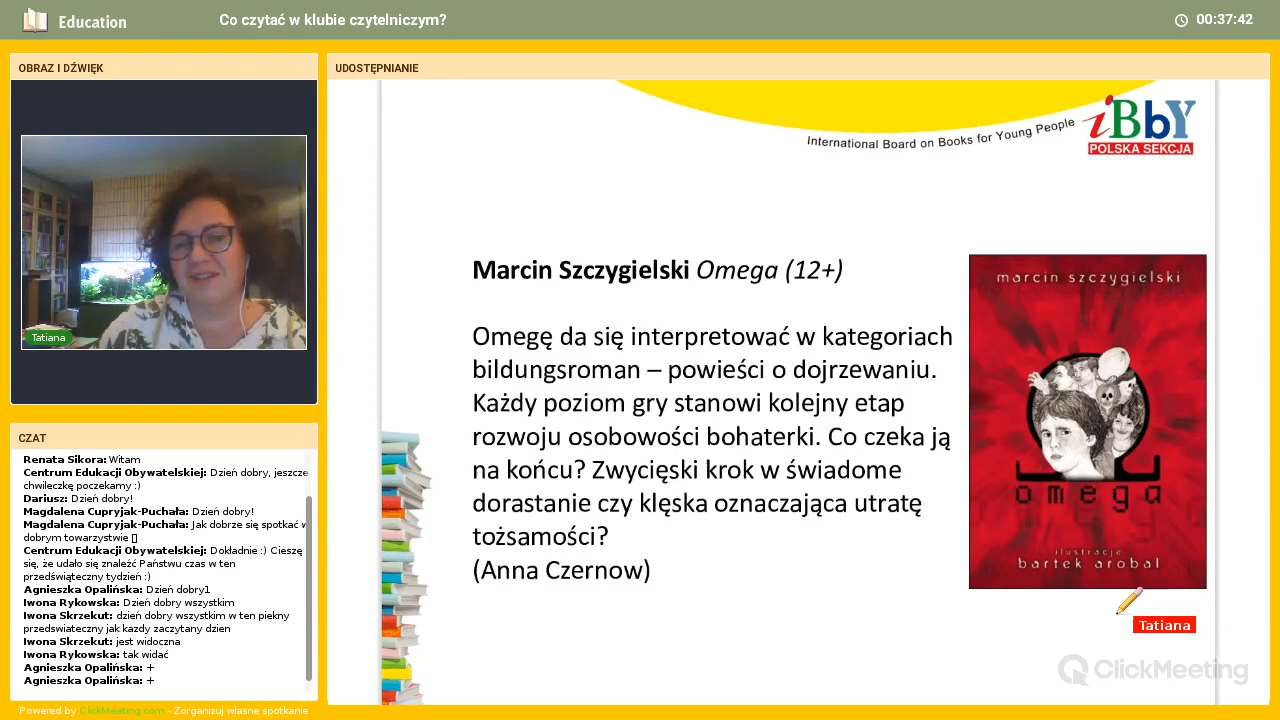 Education
Co czytać w klubie czytelniczym?
00:37:42
OBRAZ I DŹWIĘK
Tatiana
CZAT
Renata Sikora: Witam
Centrum Edukacji Obywatelskiej: Dzień dobry, jeszcze
chwileczkę poczekamy :)
Dariusz: Dzień dobry!
Magdalena Cupryjak-Puchała: Dzień dobry!
Magdalena Cupryjak-Puchała: Jak dobrze się spotkać w
dobrym towarzystwie []
Centrum Edukacji Obywatelskiej: Dokładnie :) Cieszę
się, że udało się znaleźć Państwu czas w ten
przedświąteczny tydzień :)
Agnieszka Opalińska: Dzień dobry1
Iwona Rykowska: Dzień dobry wszystkim
Iwona Skrzekut: dzień dobry wszystkim w ten piekny
przedswiateczny jak kazdy zaczytany dzien
Iwona Skrzekut: jest widoczna
Iwona Rykowska: tak widać
Agnieszka Opalińska: +
Agnieszka Opalińska: +
Powered by ClickMeeting.com - Zorganizuj własne spotkanie
UDOSTĘPNIANIE
International Board on Books for Young People
iBbY
POLSKA SEKCJA
Marcin Szczygielski Omega (12+)
Omegę da się interpretować w kategoriach
bildungsroman – powieści o dojrzewaniu.
Każdy poziom gry stanowi kolejny etap
rozwoju osobowości bohaterki. Co czeka ją
na końcu? Zwycięski krok w świadome
dorastanie czy klęska oznaczająca utratę
tożsamości?
(Anna Czernow)
marcin szczygielski
omega
ilustracje
bartek arobal
Tatiana
ClickMeeting